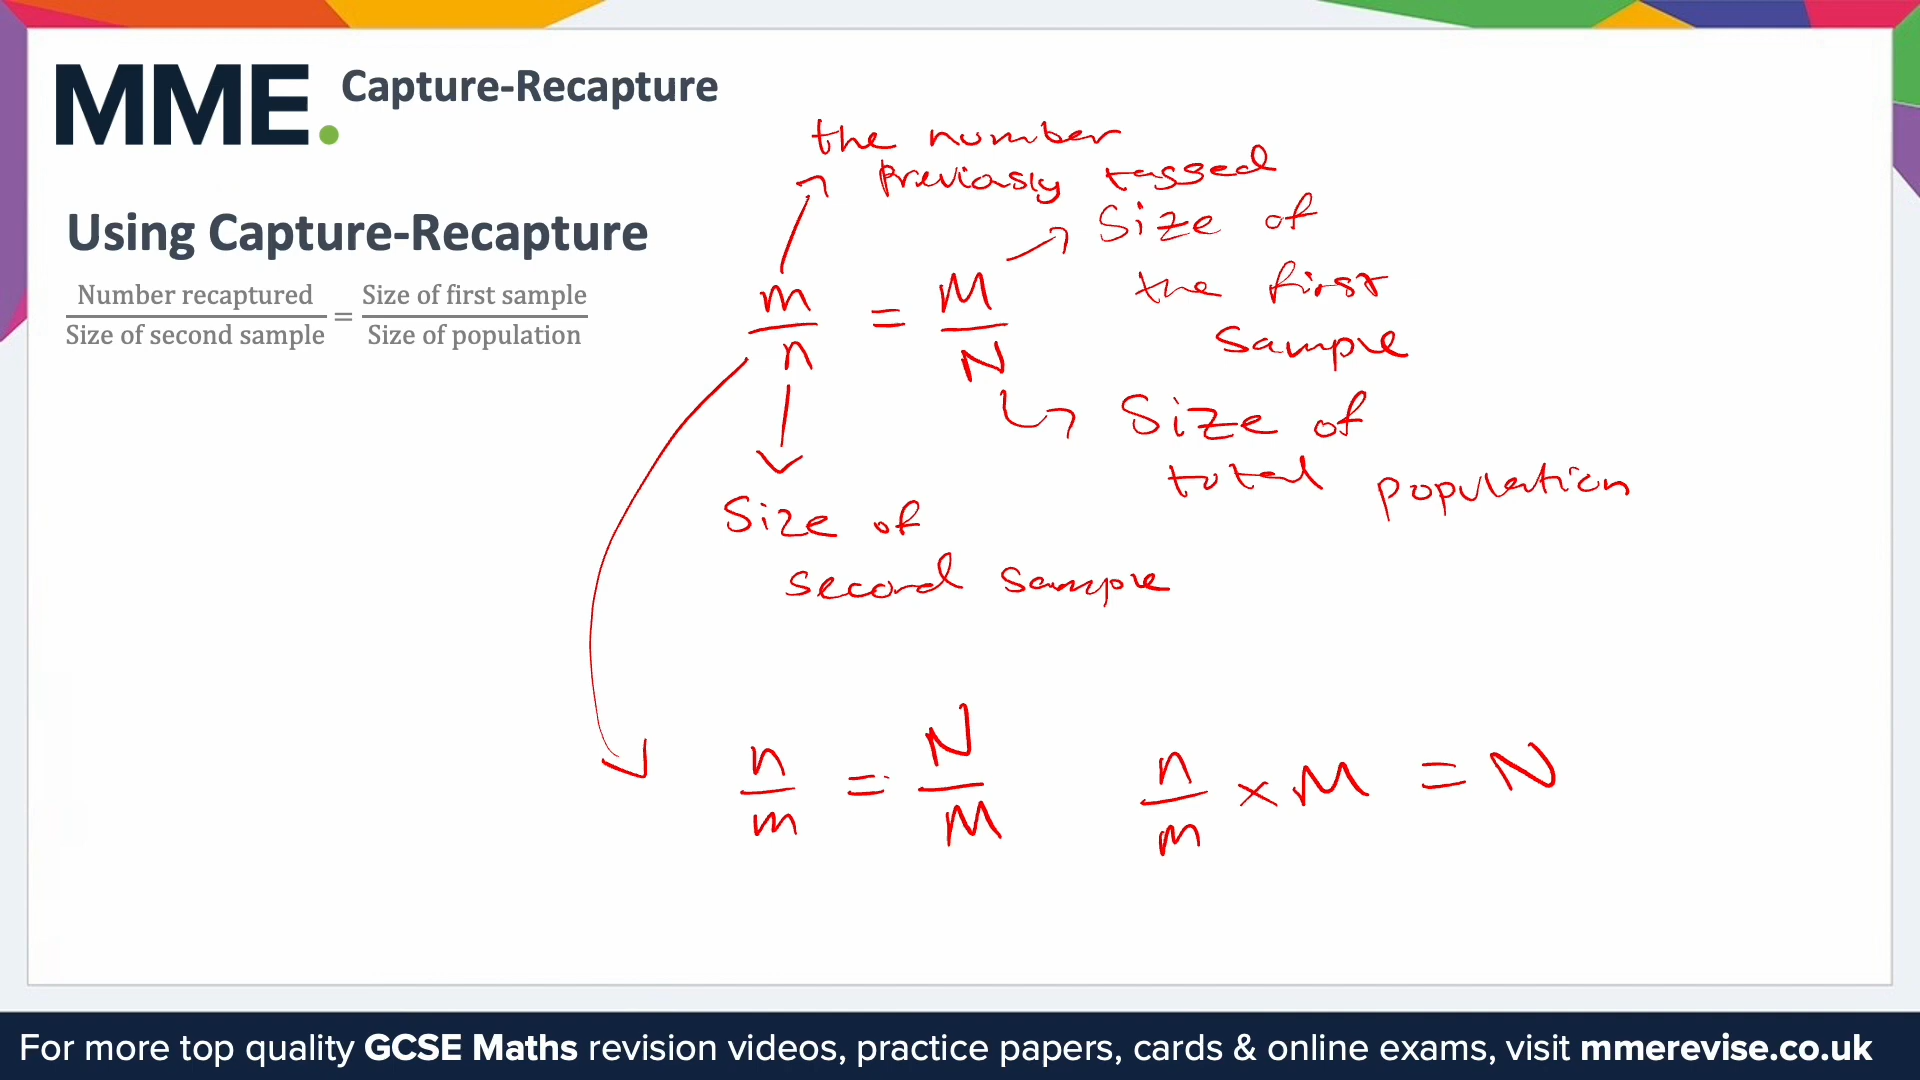 MME. Capture-Recapture
Using Capture-Recapture
Number recaptured / Size of second sample = Size of first sample / Size of population
the number
previously tagged
m/n = M/N
Size of
the first
sample
Size of
total population
Size of
second sample
n/m = N/M
n/m × M = N
For more top quality GCSE Maths revision videos, practice papers, cards & online exams, visit mmerevise.co.uk